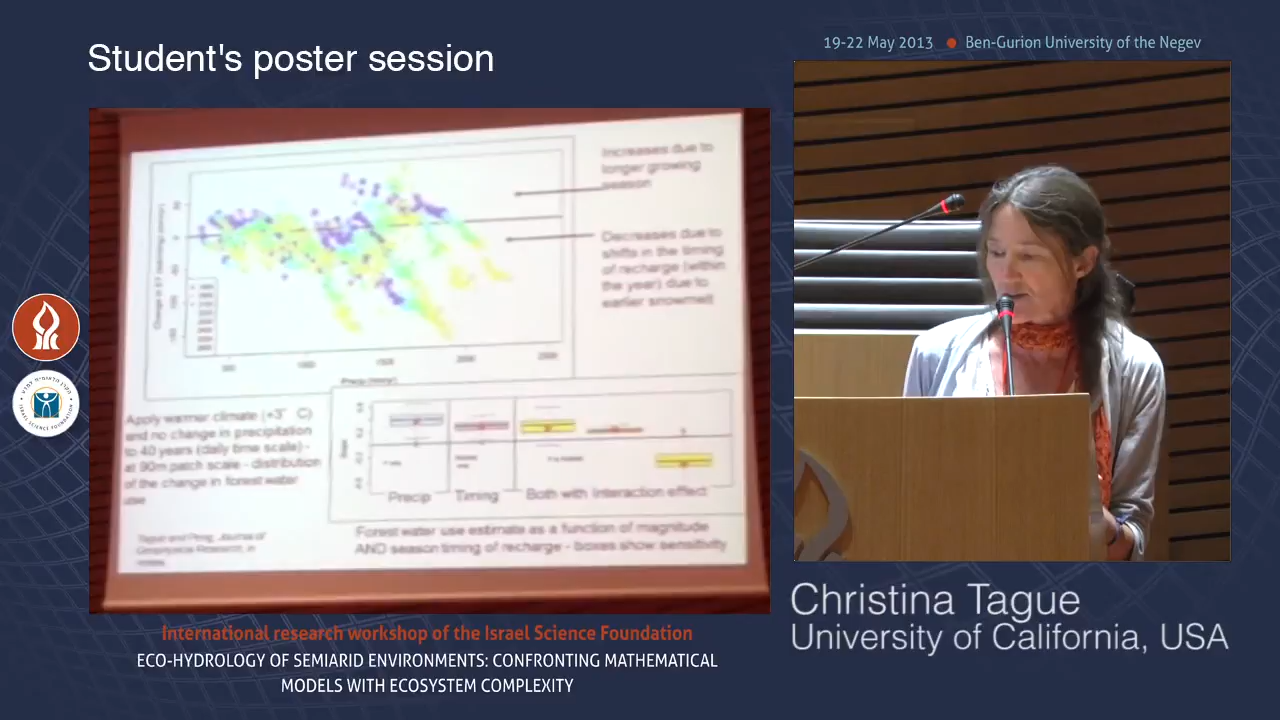 Student's poster session
19-22 May 2013 ● Ben-Gurion University of the Negev
Increases due to
longer growing
season
Decreases due to
shifts in the timing
of recharge (within
the year) due to
earlier snowmelt
Apply warmer climate (+3° C)
and no change in precipitation
to 40 years (daily time scale) -
at 90m patch scale - distribution
of the change in forest water
use
Precip
Timing
Both with Interaction effect
Forest water use estimate as a function of magnitude
AND season timing of recharge - boxes show sensitivity
Christina Tague
University of California, USA
International research workshop of the Israel Science Foundation
ECO-HYDROLOGY OF SEMIARID ENVIRONMENTS: CONFRONTING MATHEMATICAL
MODELS WITH ECOSYSTEM COMPLEXITY